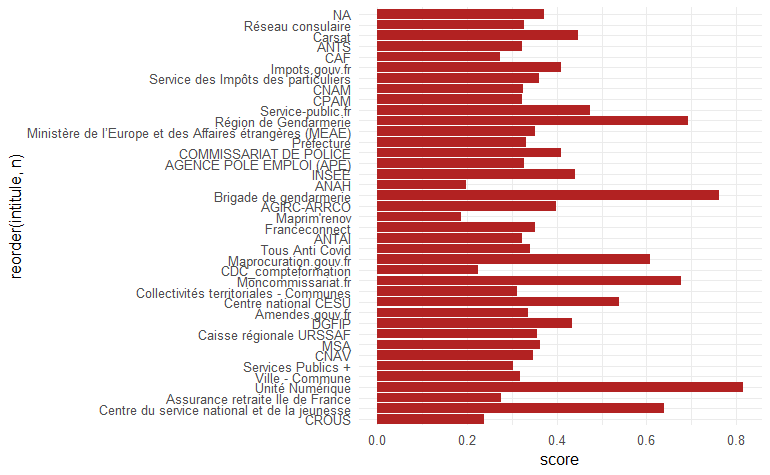 NA
Réseau consulaire
Carsat
ANTS
CAF
Impots.gouv.fr
Service des Impôts des particuliers
CNAM
CPAM
Service-public.fr
Région de Gendarmerie
Ministère de l'Europe et des Affaires étrangères (MEAE)
Préfecture
COMMISSARIAT DE POLICE
AGENCE POLE EMPLOI (APE)
INSEE
ANAH
Brigade de gendarmerie
AGIRC-ARRCO
Maprim'renov
Franceconnect
ANTAI
Tous Anti Covid
Maprocuration.gouv.fr
CDC_compteformation
Moncommissariat.fr
Collectivités territoriales - Communes
Centre national CESU
Amendes.gouv.fr
DGFIP
Caisse régionale URSSAF
MSA
CNAV
Services Publics +
Ville - Commune
Unité Numérique
Assurance retraite Ile de France
Centre du service national et de la jeunesse
CROUS
reorder(intitule, n)
0.0 0.2 0.4 0.6 0.8
score